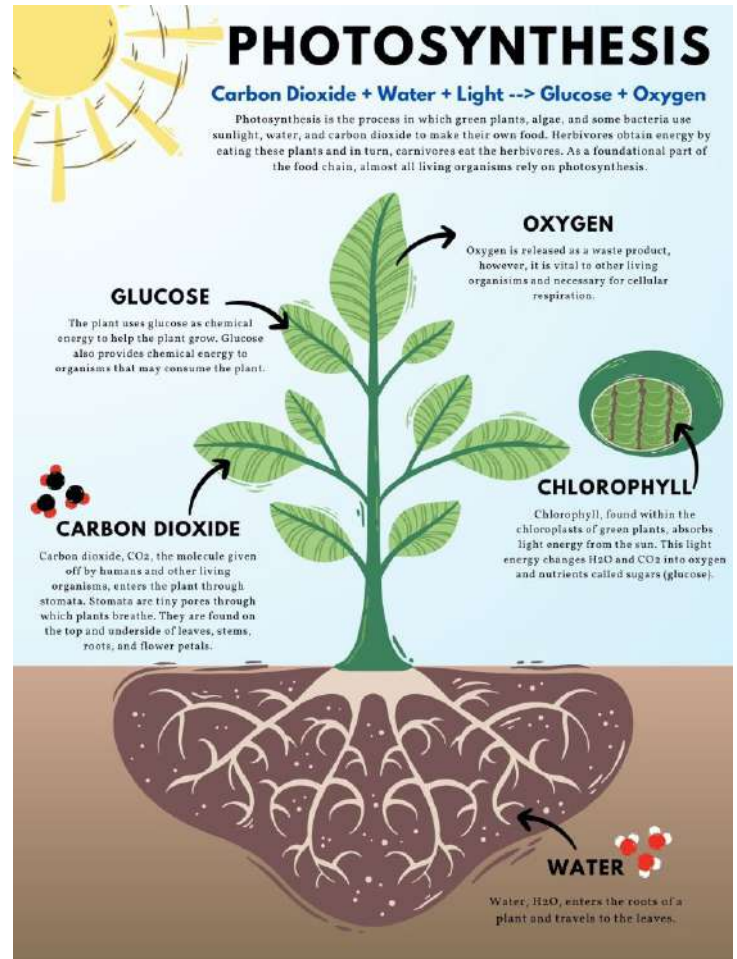 PHOTOSYNTHESIS
Carbon Dioxide + Water + Light --> Glucose + Oxygen
Photosynthesis is the process in which green plants, algae, and some bacteria use
sunlight, water, and carbon dioxide to make their own food. Herbivores obtain energy by
eating these plants and in turn, carnivores eat the herbivores. As a foundational part of
the food chain, almost all living organisms rely on photosynthesis.
OXYGEN
Oxygen is released as a waste product,
however, it is vital to other living
organisims and necessary for cellular
respiration.
GLUCOSE
The plant uses glucose as chemical
energy to help the plant grow. Glucose
also provides chemical energy to
organisms that may consume the plant.
CHLOROPHYLL
Chlorophyll, found within the
chloroplasts of green plants, absorbs
light energy from the sun. This light
energy changes H2O and CO2 into oxygen
and nutrients called sugars (glucose).
CARBON DIOXIDE
Carbon dioxide, CO2, the molecule given
off by humans and other living
organisms, enters the plant through
stomata. Stomata are tiny pores through
which plants breathe. They are found on
the top and underside of leaves, stems,
roots, and flower petals.
WATER
Water, H2O, enters the roots of a
plant and travels to the leaves.